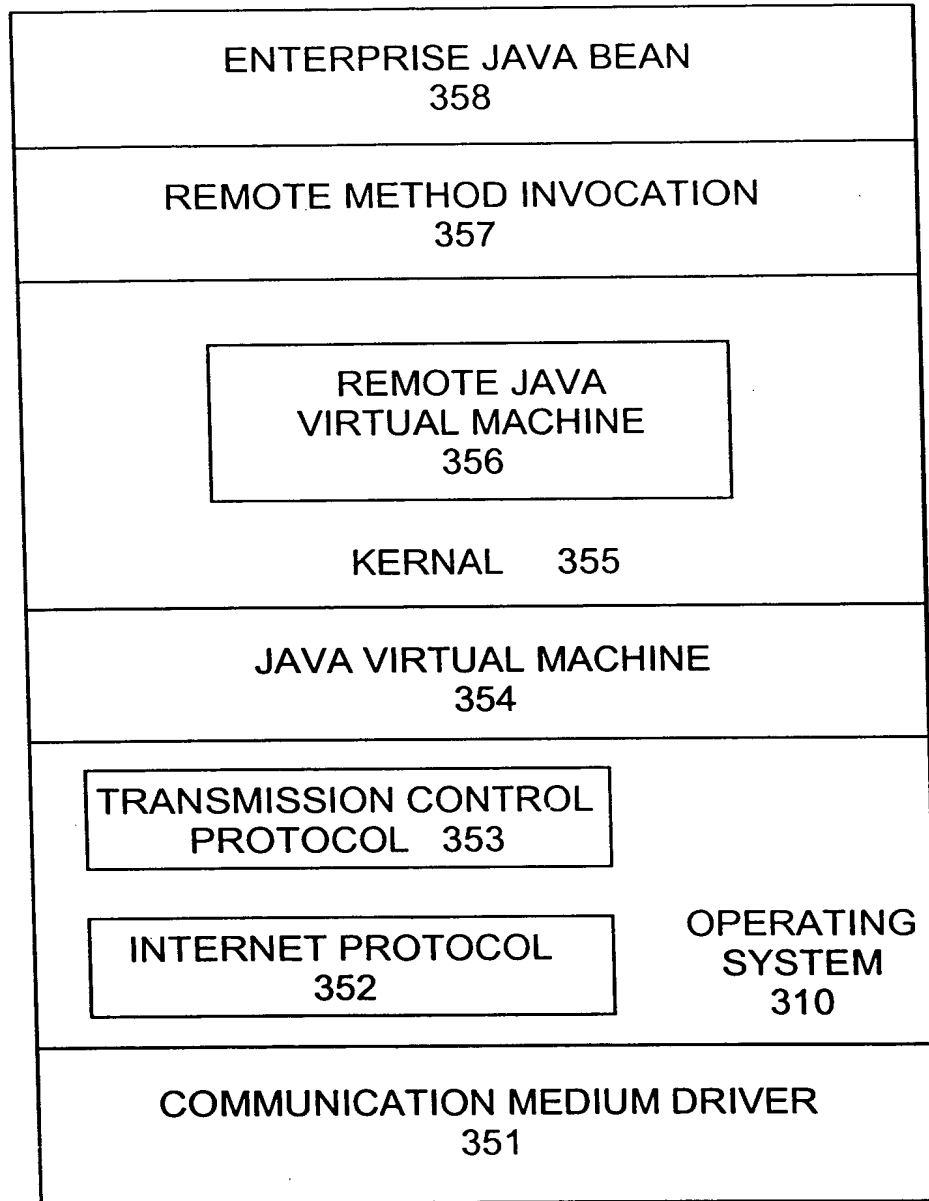 ENTERPRISE JAVA BEAN
358
REMOTE METHOD INVOCATION
357
REMOTE JAVA
VIRTUAL MACHINE
356
KERNAL 355
JAVA VIRTUAL MACHINE
354
TRANSMISSION CONTROL
PROTOCOL 353
INTERNET PROTOCOL
352
OPERATING
SYSTEM
310
COMMUNICATION MEDIUM DRIVER
351